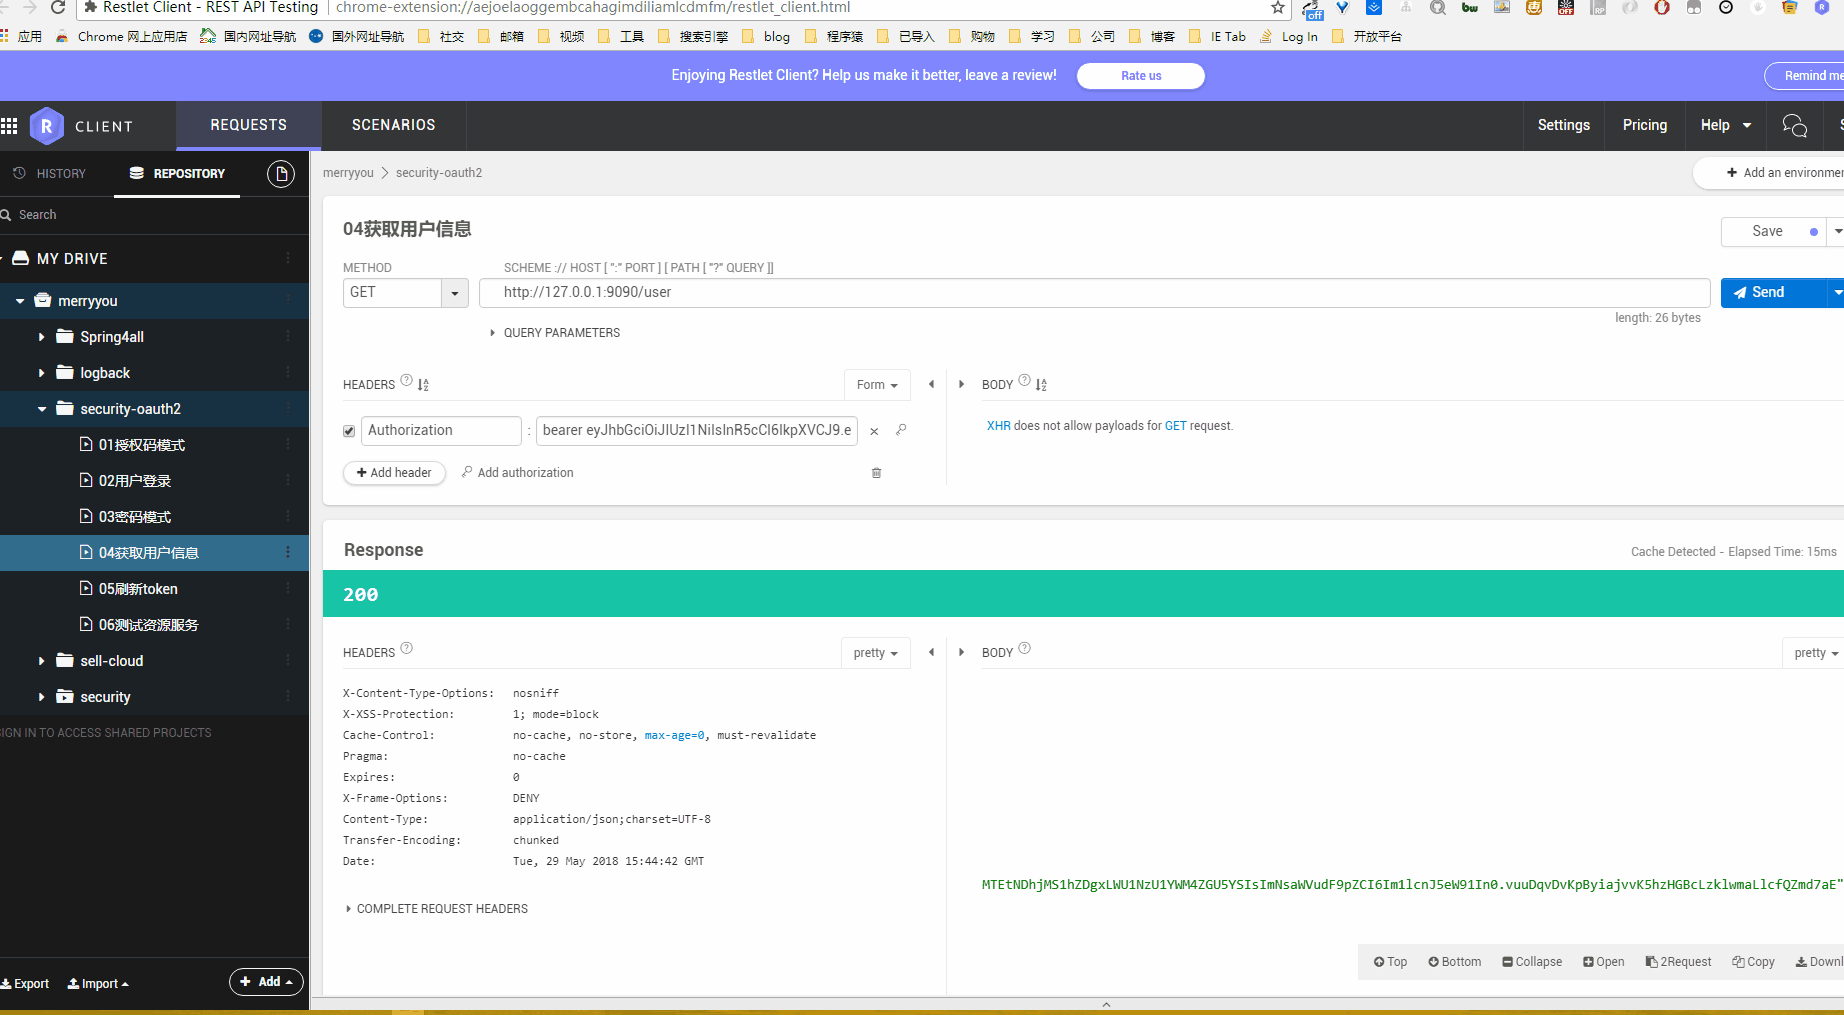 Restlet Client - REST API Testing
chrome-extension://aejoelaoggembcahagimdiliamlcdmfm/restlet_client.html
应用 Chrome 网上应用店 国内网址导航 国外网址导航 社交 邮箱 视频 工具 搜索引擎 blog 程序猿 已导入 购物 学习 公司 博客 IE Tab Log In 开放平台
Enjoying Restlet Client? Help us make it better, leave a review! Rate us Remind me
R CLIENT REQUESTS SCENARIOS Settings Pricing Help
HISTORY REPOSITORY
Search
MY DRIVE
merryyou
Spring4all
logback
security-oauth2
01授权码模式
02用户登录
03密码模式
04获取用户信息
05刷新token
06测试资源服务
sell-cloud
security
IGN IN TO ACCESS SHARED PROJECTS
Export Import Add
merryyou > security-oauth2
+ Add an environmen
04获取用户信息
Save
METHOD SCHEME :// HOST [ ":" PORT ] [ PATH [ "?" QUERY ]]
GET http://127.0.0.1:9090/user Send
length: 26 bytes
QUERY PARAMETERS
HEADERS Form
Authorization : bearer eyJhbGciOiJIUzI1NiIsInR5cCI6IkpXVCJ9.e
+ Add header Add authorization
BODY
XHR does not allow payloads for GET request.
Response Cache Detected - Elapsed Time: 15ms
200
HEADERS pretty
X-Content-Type-Options: nosniff
X-XSS-Protection: 1; mode=block
Cache-Control: no-cache, no-store, max-age=0, must-revalidate
Pragma: no-cache
Expires: 0
X-Frame-Options: DENY
Content-Type: application/json;charset=UTF-8
Transfer-Encoding: chunked
Date: Tue, 29 May 2018 15:44:42 GMT
COMPLETE REQUEST HEADERS
BODY pretty
MTEtNDhjMS1hZDgxLWU1NzU1YWM4ZGU5YSIsImNsaWVudF9pZCI6Im1lcnJ5eW91In0.vuuDqvDvKpByiajvvK5hzHGBcLzklwmaLlcfQZmd7aE"
Top Bottom Collapse Open 2Request Copy Downl